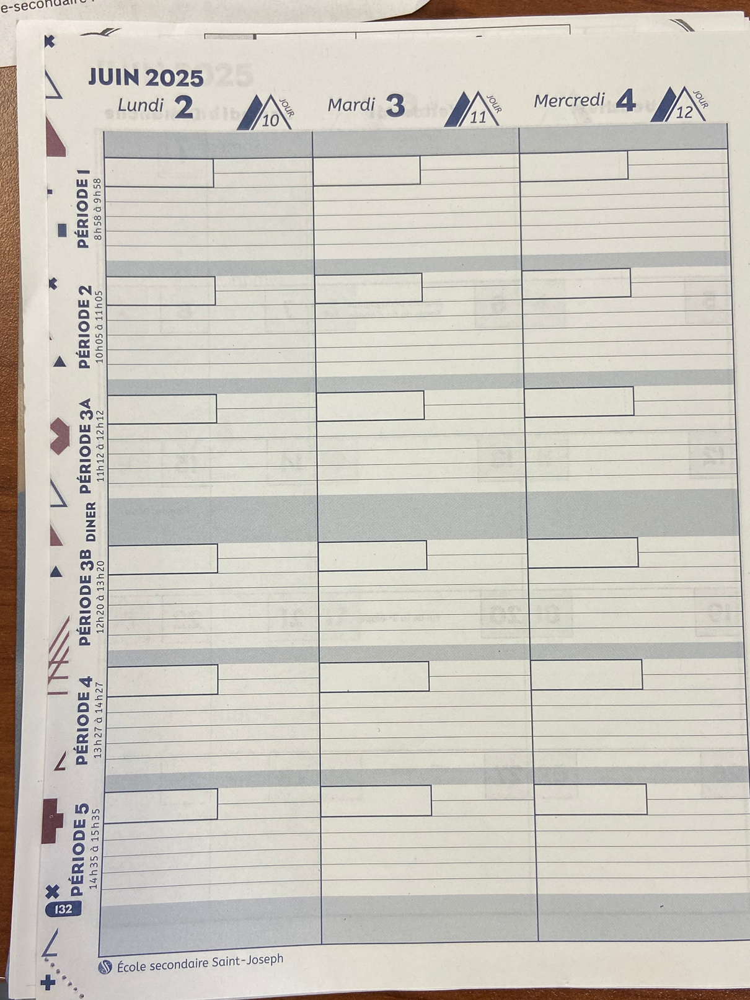 e-secondaire
JUIN 2025
Lundi 2
JOUR
10
Mardi 3
JOUR
11
Mercredi 4
JOUR
12
PÉRIODE 1
8h58 à 9h58
PÉRIODE 2
10h05 à 11h05
PÉRIODE 3A
11h12 à 12h12
DINER
PÉRIODE 3B
12h20 à 13h20
PÉRIODE 4
13h27 à 14h27
PÉRIODE 5
14h35 à 15h35
132
École secondaire Saint-Joseph